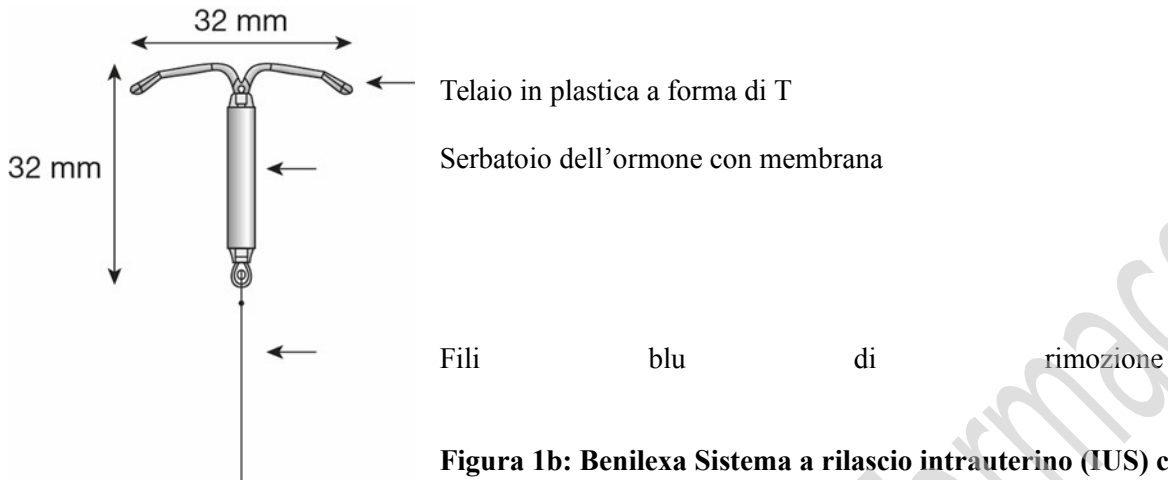 32 mm
Telaio in plastica a forma di T
Serbatoio dell’ormone con membrana
32 mm
Fili blu di rimozione
Figura 1b: Benilexa Sistema a rilascio intrauterino (IUS) c